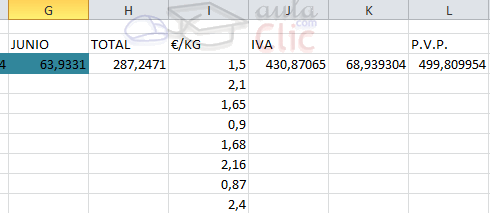 G H I J K L
aula
Clic
JUNIO TOTAL €/KG IVA P.V.P.
4 63,9331 287,2471 1,5 430,87065 68,939304 499,809954
2,1
1,65
0,9
1,68
2,16
0,87
2,4